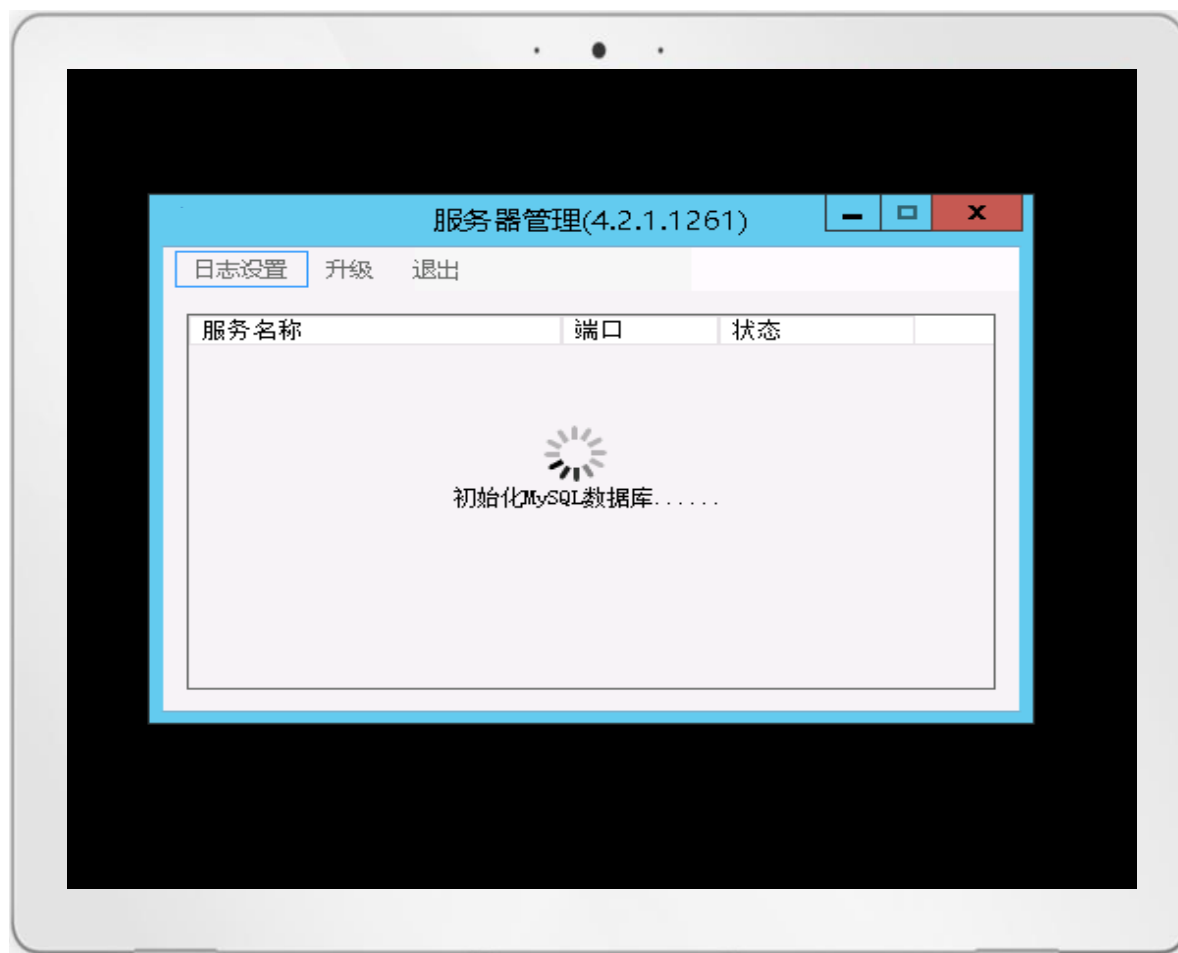 服务器管理(4.2.1.1261)
日志设置 升级 退出
服务名称 端口 状态
初始化MySQL数据库......